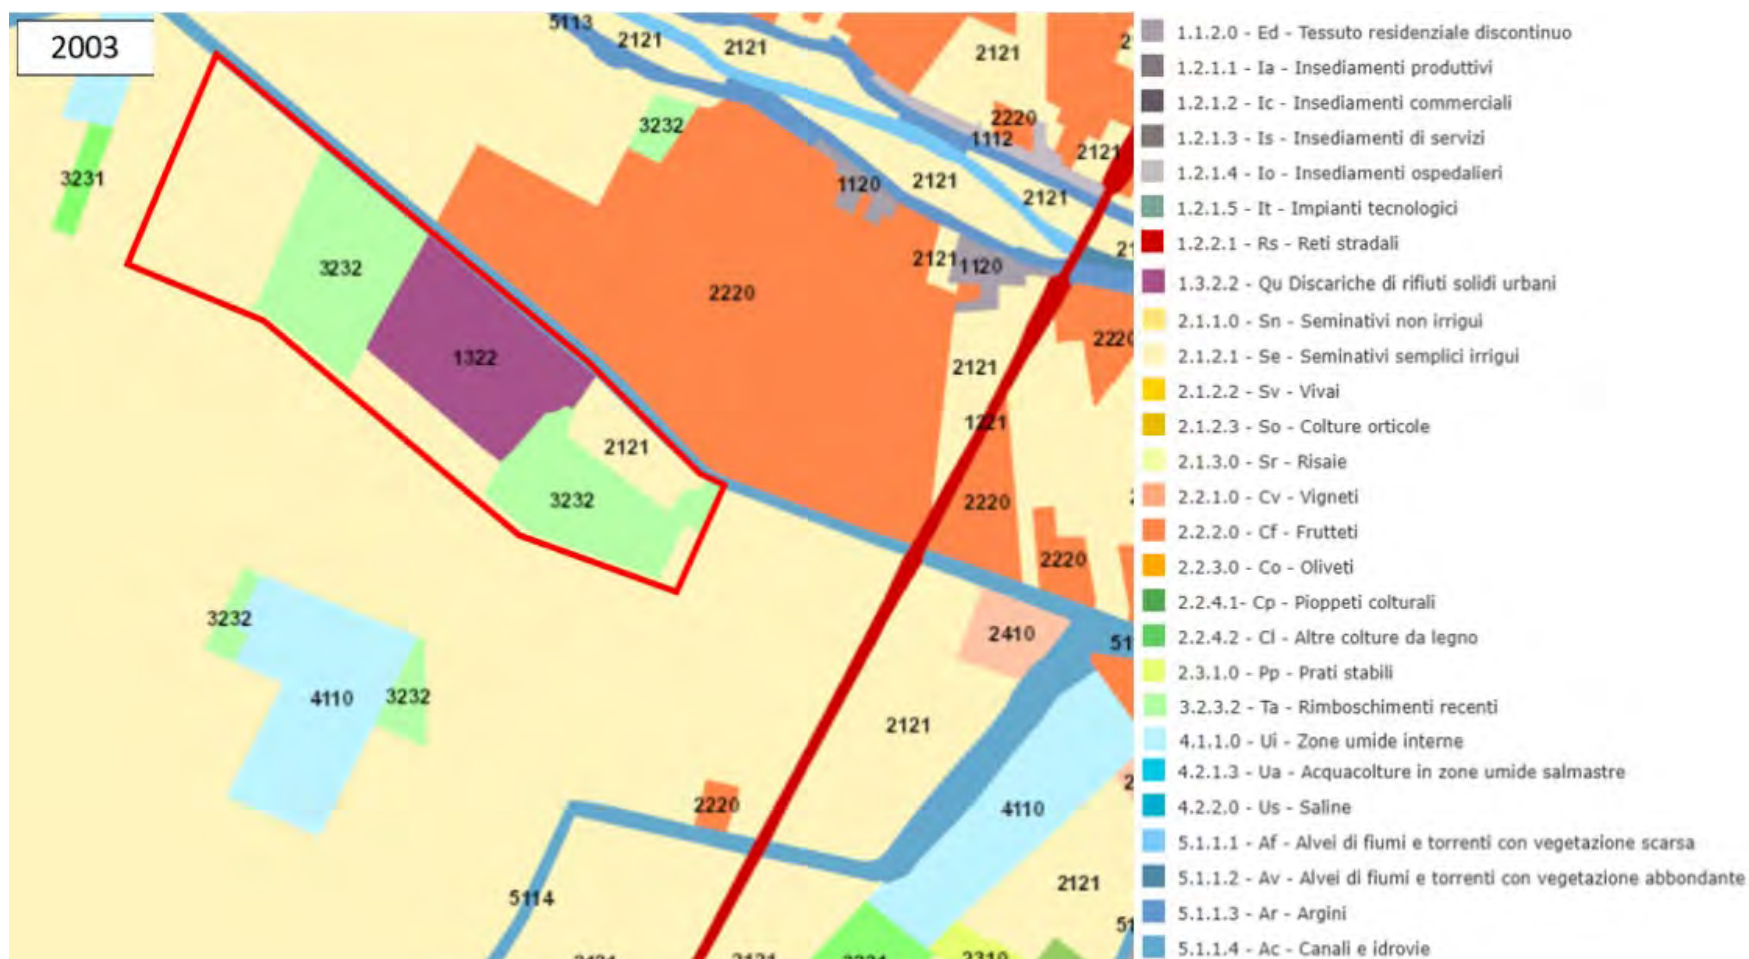 2003
5113
2121
2121
2121
3232
2220
1112
2121
3231
1120
2121
2121
3232
2121
1120
2220
2220
1322
2121
1221
2121
3232
2220
2220
3232
2410
4110
3232
2121
2220
4110
2121
5114
1.1.2.0 - Ed - Tessuto residenziale discontinuo
1.2.1.1 - Ia - Insediamenti produttivi
1.2.1.2 - Ic - Insediamenti commerciali
1.2.1.3 - Is - Insediamenti di servizi
1.2.1.4 - Io - Insediamenti ospedalieri
1.2.1.5 - It - Impianti tecnologici
1.2.2.1 - Rs - Reti stradali
1.3.2.2 - Qu Discariche di rifiuti solidi urbani
2.1.1.0 - Sn - Seminativi non irrigui
2.1.2.1 - Se - Seminativi semplici irrigui
2.1.2.2 - Sv - Vivai
2.1.2.3 - So - Colture orticole
2.1.3.0 - Sr - Risaie
2.2.1.0 - Cv - Vigneti
2.2.2.0 - Cf - Frutteti
2.2.3.0 - Co - Oliveti
2.2.4.1- Cp - Pioppeti colturali
2.2.4.2 - Cl - Altre colture da legno
2.3.1.0 - Pp - Prati stabili
3.2.3.2 - Ta - Rimboschimenti recenti
4.1.1.0 - Ui - Zone umide interne
4.2.1.3 - Ua - Acquacolture in zone umide salmastre
4.2.2.0 - Us - Saline
5.1.1.1 - Af - Alvei di fiumi e torrenti con vegetazione scarsa
5.1.1.2 - Av - Alvei di fiumi e torrenti con vegetazione abbondante
5.1.1.3 - Ar - Argini
5.1.1.4 - Ac - Canali e idrovie